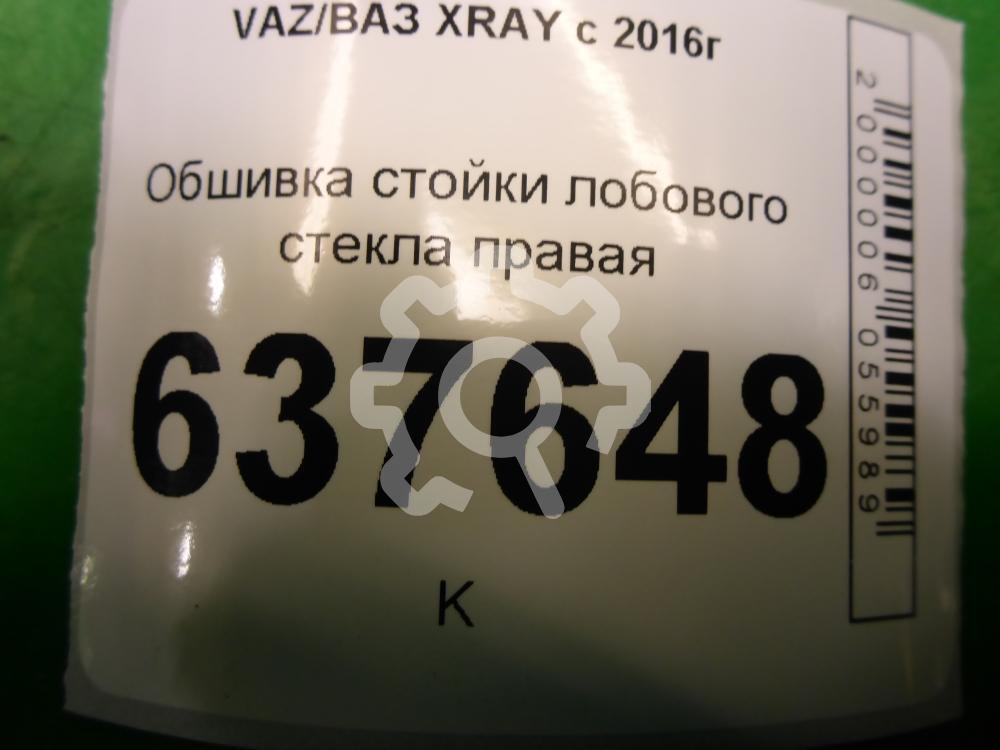 VAZ/ВАЗ XRAY с 2016г
Обшивка стойки лобового
стекла правая
637648
К
2000006055989